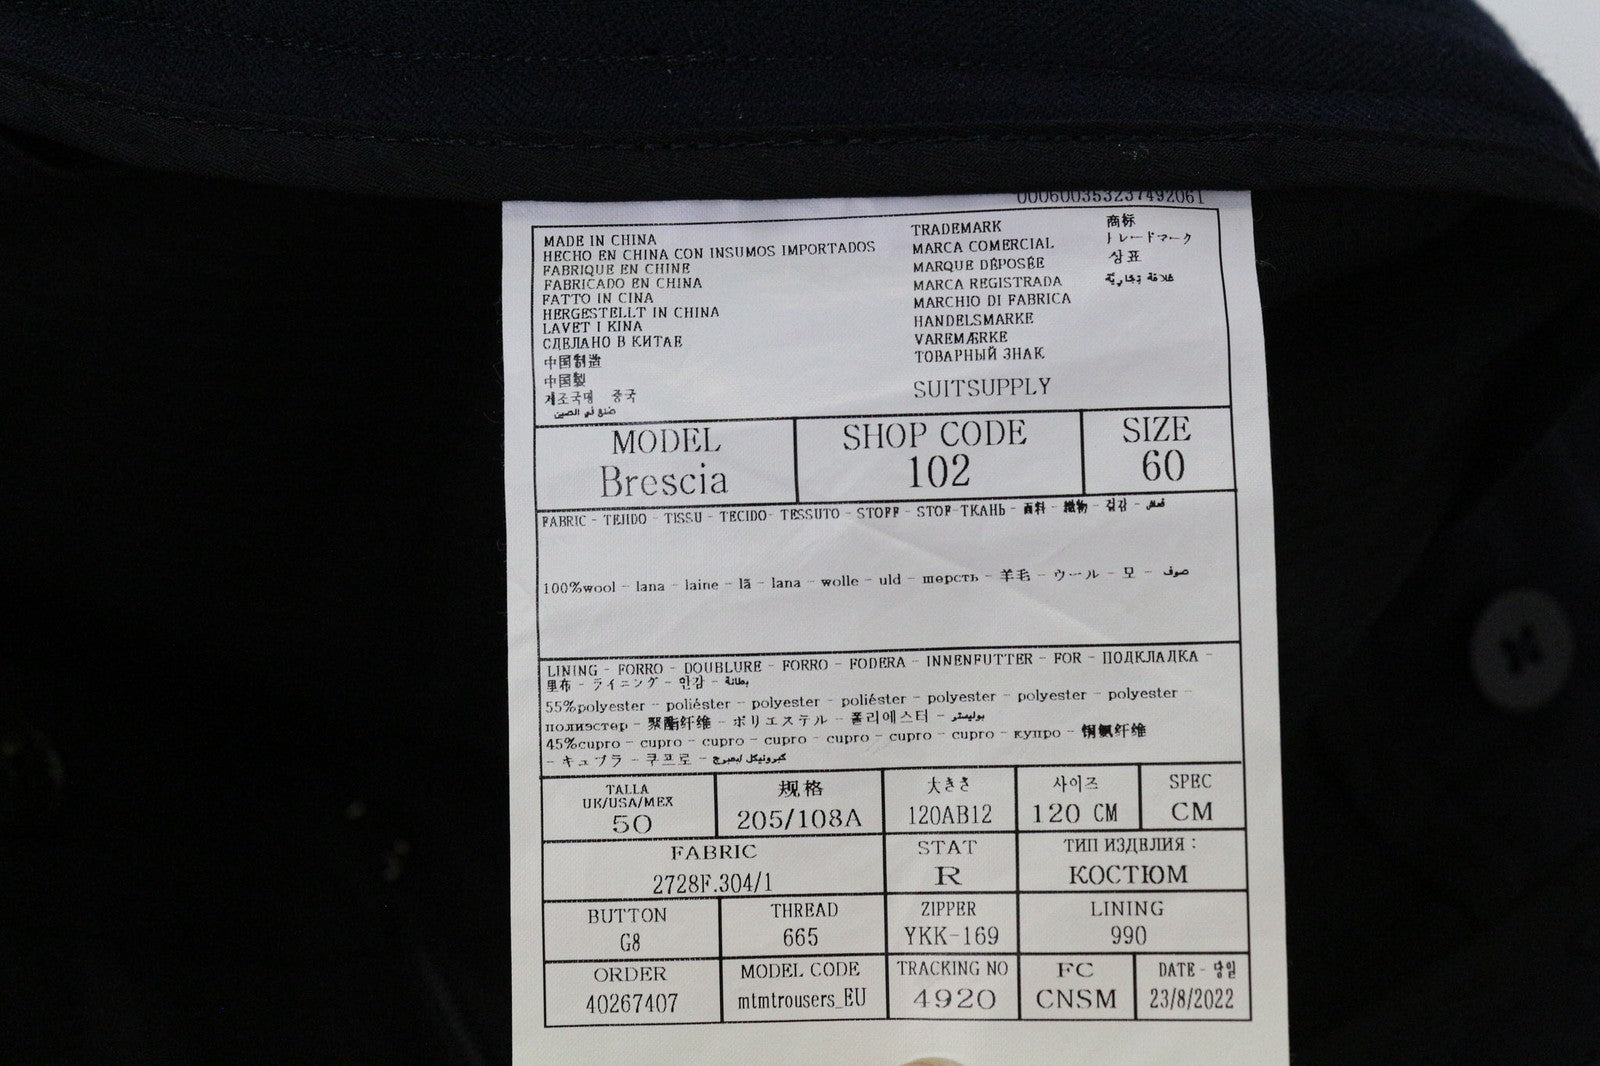 000600353237492061
MADE IN CHINA
HECHO EN CHINA CON INSUMOS IMPORTADOS
FABRIQUE EN CHINE
FABRICADO EN CHINA
FATTO IN CINA
HERGESTELLT IN CHINA
LAVET I KINA
СДЕЛАНО В КИТАЕ
中国制造
中国製
제조국명 중국
صنع في الصين
TRADEMARK
MARCA COMERCIAL
MARQUE DÉPOSÉE
MARCA REGISTRADA
MARCHIO DI FABRICA
HANDELSMARKE
VAREMÆRKE
ТОВАРНЫЙ ЗНАК
SUITSUPPLY
商标
トレードマーク
상표
علامة تجارية
MODEL
Brescia
SHOP CODE
102
SIZE
60
FABRIC - TEJIDO - TISSU - TECIDO- TESSUTO - STOFF - STOF-ТКАНЬ - 面料 - 織物 - 겉감 - قماش
100%wool - lana - laine - lã - lana - wolle - uld - шерсть - 羊毛 - ウール - 모 - صوف
LINING - FORRO - DOUBLURE - FORRO - FODERA - INNENFUTTER - FOR - ПОДКЛАДКА -
里布 - ライニング - 안감 - بطانة
55%polyester - poliéster - polyester - poliéster - polyester - polyester - polyester -
полиэстер - 聚酯纤维 - ポリエステル - 폴리에스터 - بوليستر
45%cupro - cupro - cupro - cupro - cupro - cupro - cupro - купро - 铜氨纤维
- キュプラ - 쿠프로 -
TALLA
UK/USA/MEX
50
规格
205/108A
大きさ
120AB12
사이즈
120 CM
SPEC
CM
FABRIC
2728F.304/1
STAT
R
ТИП ИЗДЕЛИЯ :
КОСТЮМ
BUTTON
G8
THREAD
665
ZIPPER
YKK-169
LINING
990
ORDER
40267407
MODEL CODE
mtmtrousers_EU
TRACKING NO
4920
FC
CNSM
DATE -
23/8/2022